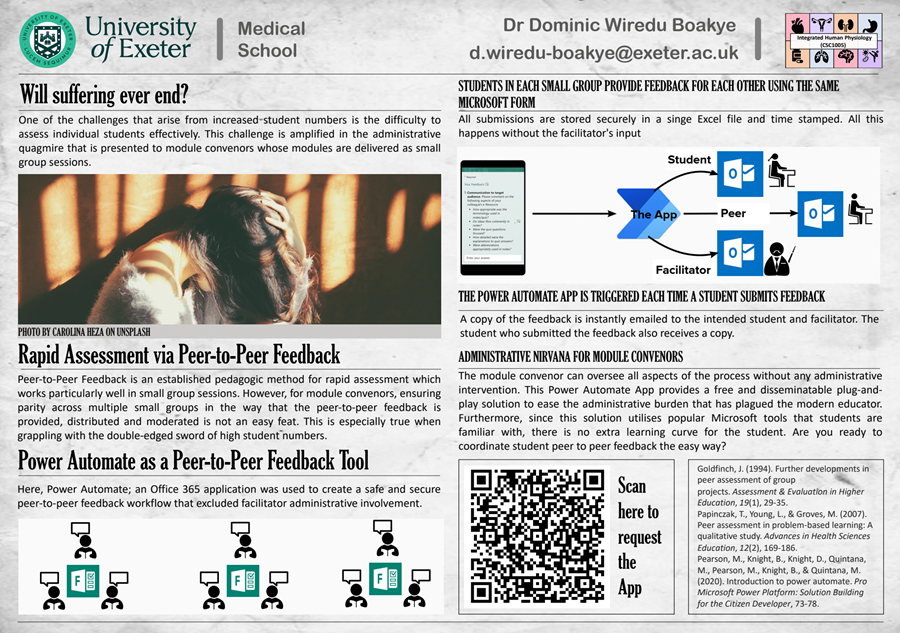 University
of Exeter
Medical
School
Dr Dominic Wiredu Boakye
d.wiredu-boakye@exeter.ac.uk
Integrated Human Physiology
(CSC1005)
Will suffering ever end?
One of the challenges that arise from increased-student numbers is the difficulty to
assess individual students effectively. This challenge is amplified in the administrative
quagmire that is presented to module convenors whose modules are delivered as small
group sessions.
PHOTO BY CAROLINA HEZA ON UNSPLASH
Rapid Assessment via Peer-to-Peer Feedback
Peer-to-Peer Feedback is an established pedagogic method for rapid assessment which
works particularly well in small group sessions. However, for module convenors, ensuring
parity across multiple small groups in the way that the peer-to-peer feedback is
provided, distributed and moderated is not an easy feat. This is especially true when
grappling with the double-edged sword of high student numbers.
Power Automate as a Peer-to-Peer Feedback Tool
Here, Power Automate; an Office 365 application was used to create a safe and secure
peer-to-peer feedback workflow that excluded facilitator administrative involvement.
F
F
F
STUDENTS IN EACH SMALL GROUP PROVIDE FEEDBACK FOR EACH OTHER USING THE SAME
MICROSOFT FORM
All submissions are stored securely in a singe Excel file and time stamped. All this
happens without the facilitator's input
Your Feedback
1. Communication to target
audience.
The App
Student
Peer
Facilitator
THE POWER AUTOMATE APP IS TRIGGERED EACH TIME A STUDENT SUBMITS FEEDBACK
A copy of the feedback is instantly emailed to the intended student and facilitator. The
student who submitted the feedback also receives a copy.
ADMINISTRATIVE NIRVANA FOR MODULE CONVENORS
The module convenor can oversee all aspects of the process without any administrative
intervention. This Power Automate App provides a free and disseminatable plug-and-
play solution to ease the administrative burden that has plagued the modern educator.
Furthermore, since this solution utilises popular Microsoft tools that students are
familiar with, there is no extra learning curve for the student. Are you ready to
coordinate student peer to peer feedback the easy way?
Scan
here to
request
the
App
Goldfinch, J. (1994). Further developments in
peer assessment of group
projects. Assessment & Evaluation in Higher
Education, 19(1), 29-35.
Papinczak, T., Young, L., & Groves, M. (2007).
Peer assessment in problem-based learning: A
qualitative study. Advances in Health Sciences
Education, 12(2), 169-186.
Pearson, M., Knight, B., Knight, D., Quintana,
M., Pearson, M., Knight, B., & Quintana, M.
(2020). Introduction to power automate. Pro
Microsoft Power Platform: Solution Building
for the Citizen Developer, 73-78.